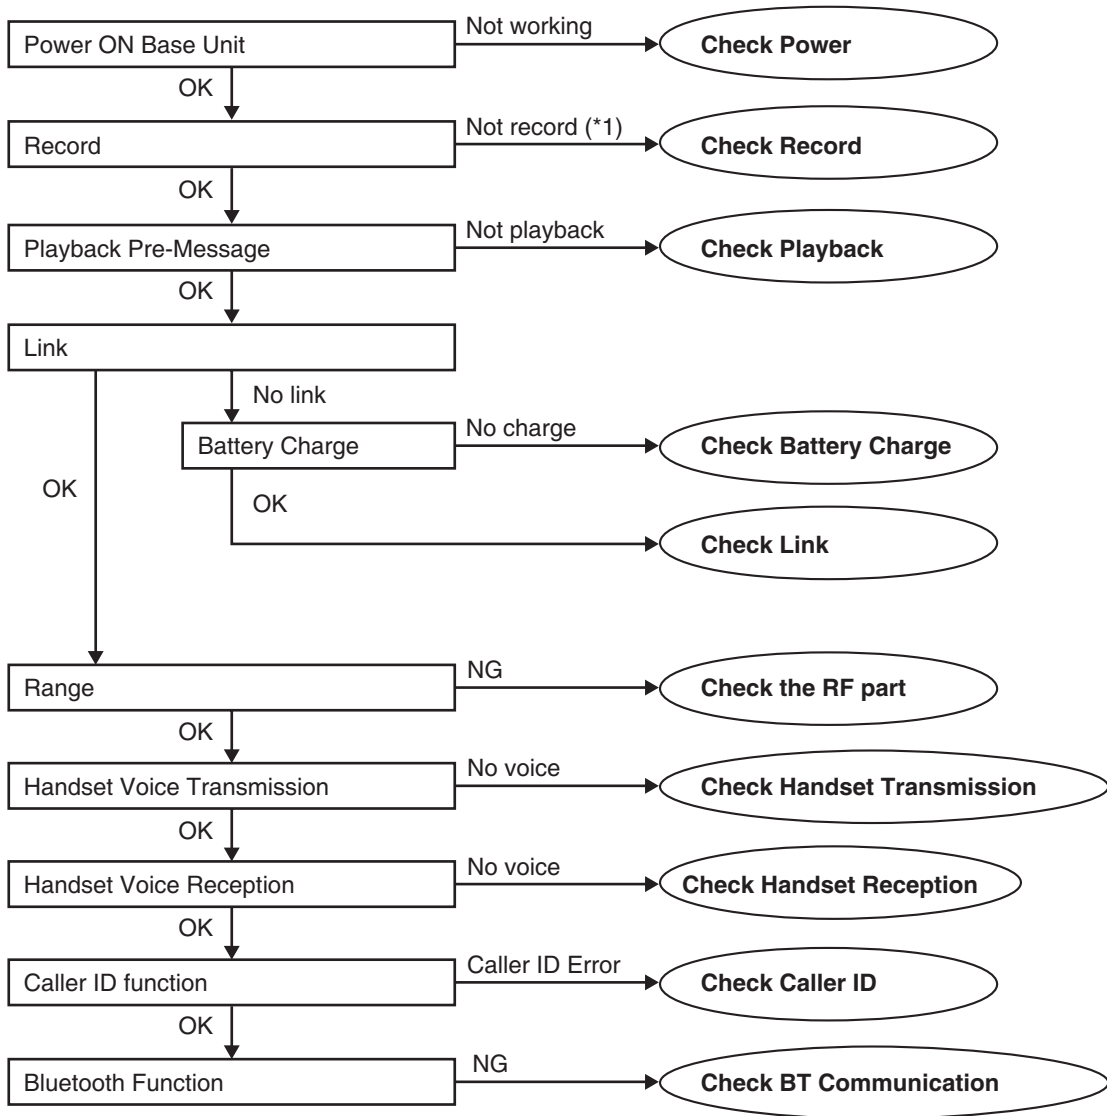 Power ON Base Unit
Not working
Check Power
OK
Record
Not record (*1)
Check Record
OK
Playback Pre-Message
Not playback
Check Playback
OK
Link
No link
Battery Charge
No charge
Check Battery Charge
OK
OK
Check Link
Range
NG
Check the RF part
OK
Handset Voice Transmission
No voice
Check Handset Transmission
OK
Handset Voice Reception
No voice
Check Handset Reception
OK
Caller ID function
Caller ID Error
Check Caller ID
OK
Bluetooth Function
NG
Check BT Communication